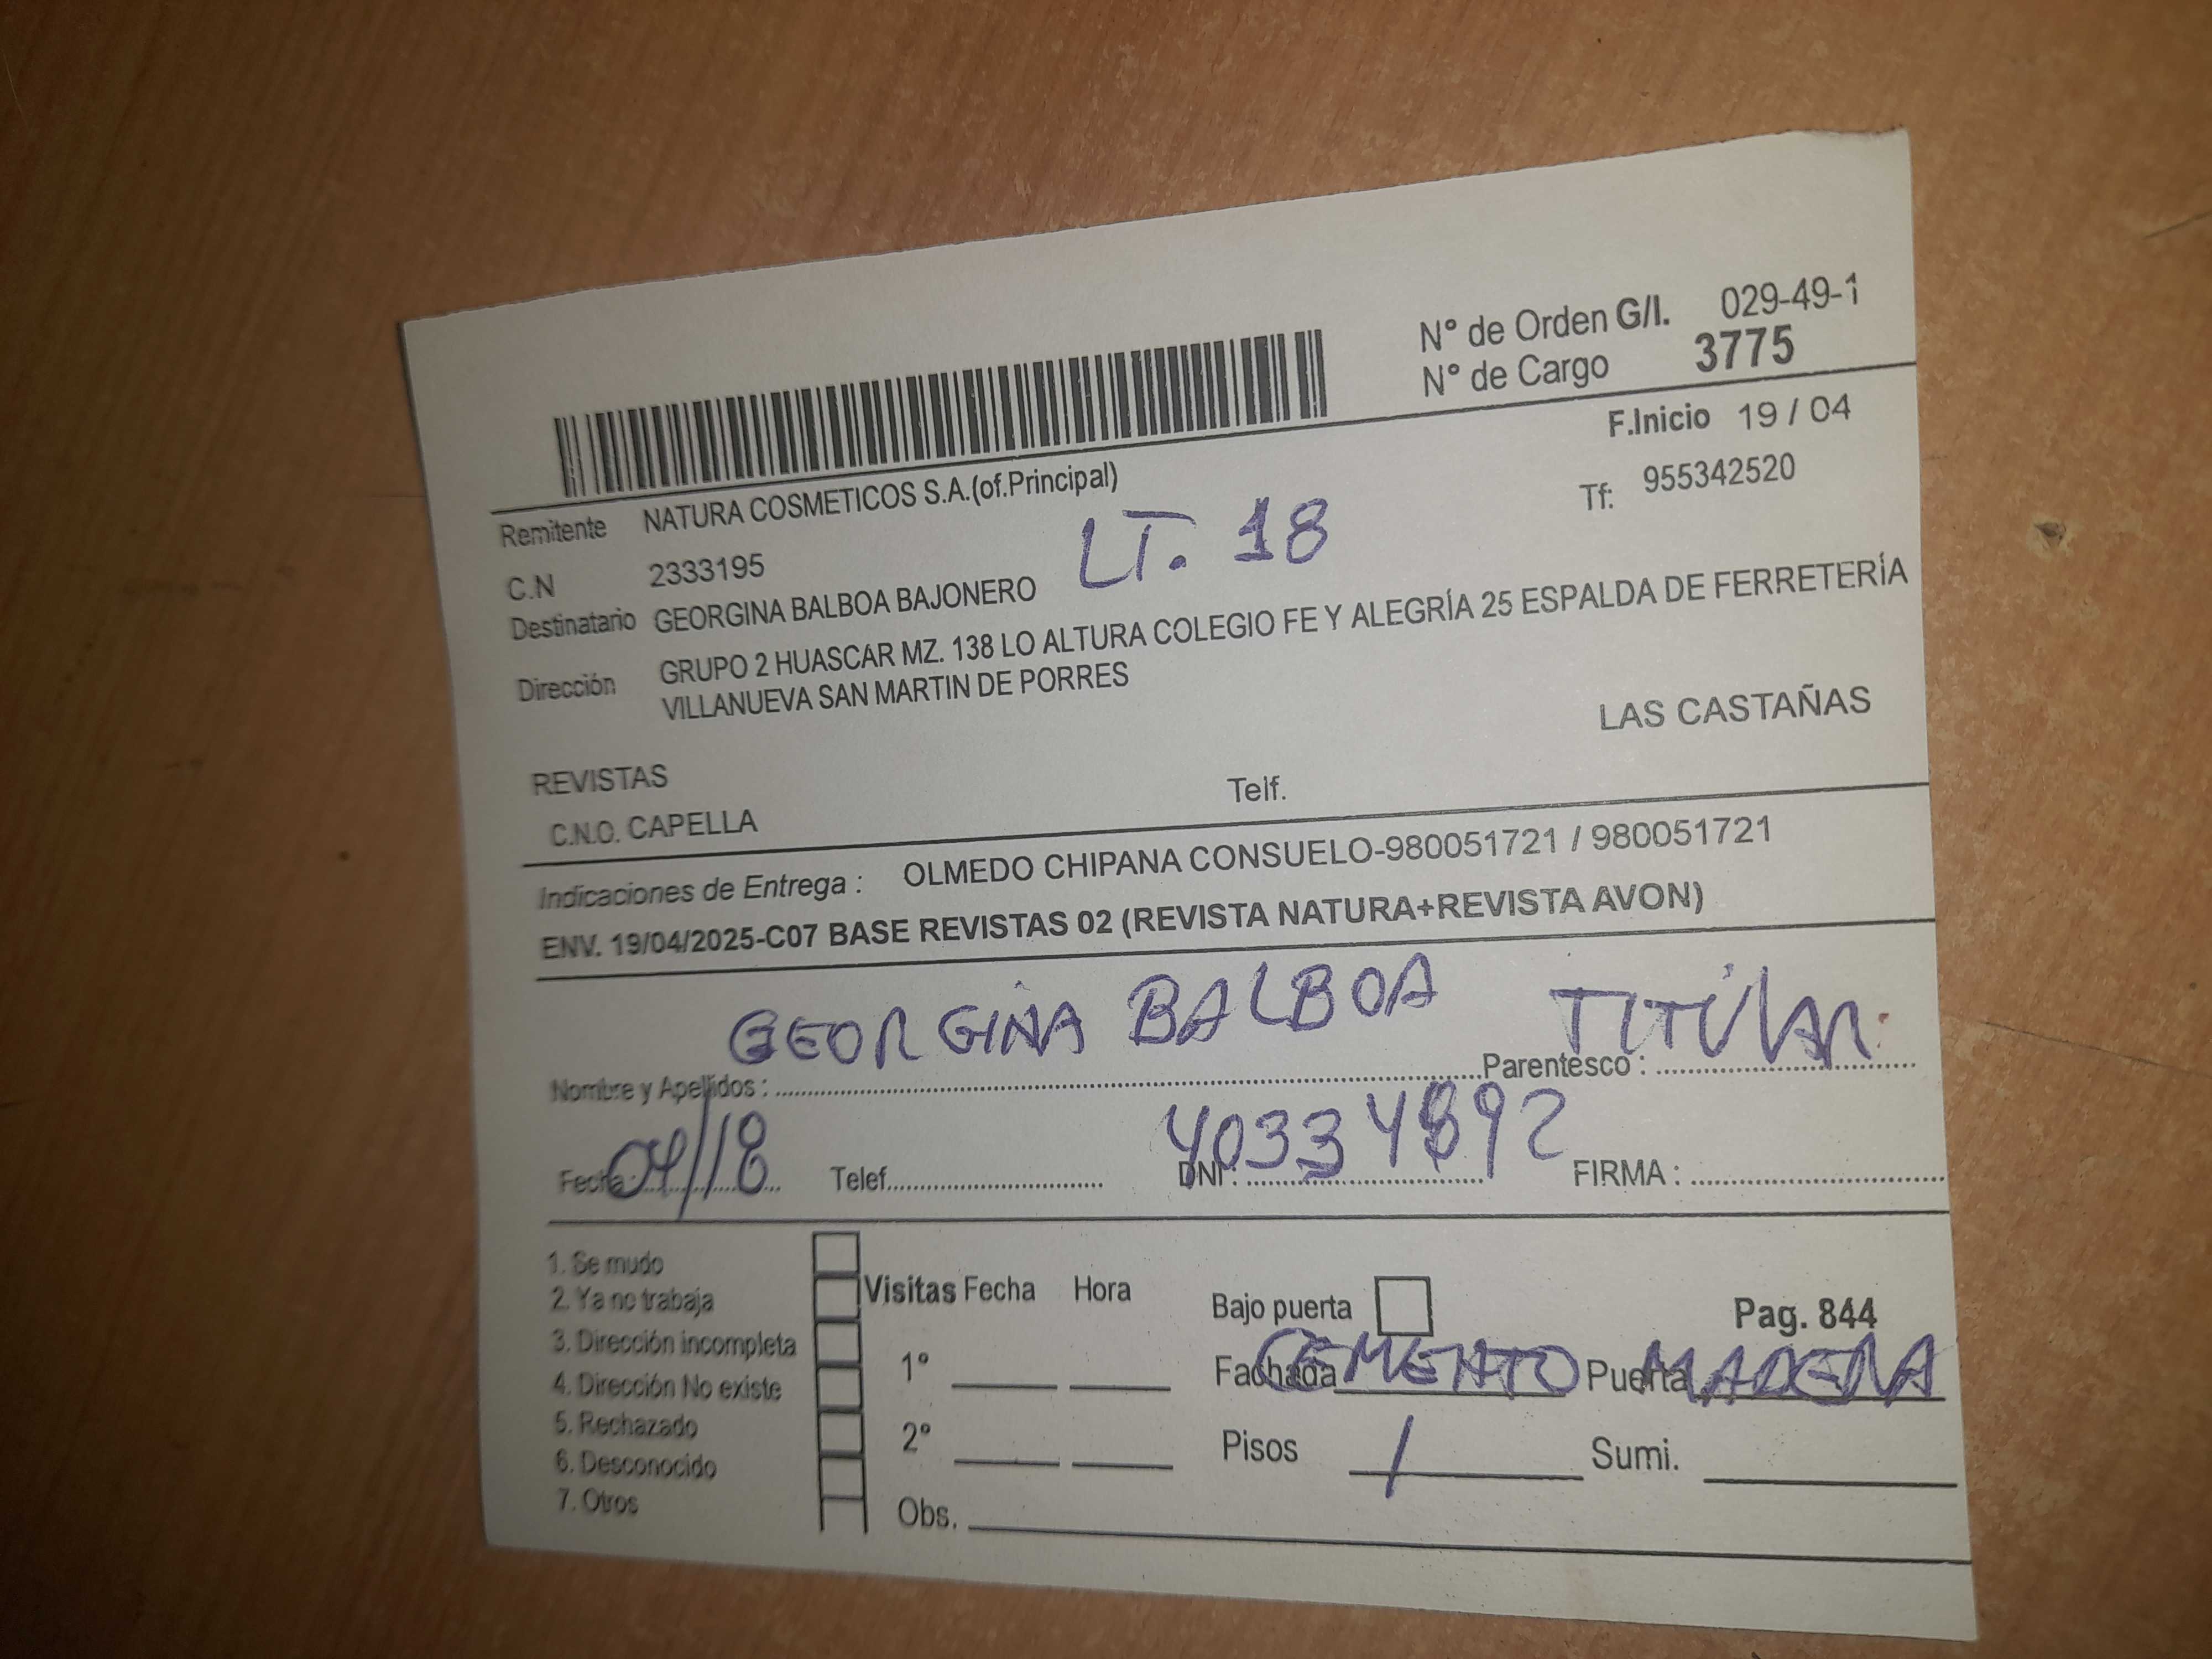 N° de Orden G/I. 029-49-1
N° de Cargo 3775
F.Inicio 19 / 04
Remitente NATURA COSMETICOS S.A.(of.Principal)
Tf: 955342520
C.N 2333195
LT. 18
Destinatario GEORGINA BALBOA BAJONERO
Dirección GRUPO 2 HUASCAR MZ. 138 LO ALTURA COLEGIO FE Y ALEGRÍA 25 ESPALDA DE FERRETERÍA
VILLANUEVA SAN MARTIN DE PORRES
LAS CASTAÑAS
REVISTAS
C.N.O. CAPELLA Telf.
Indicaciones de Entrega : OLMEDO CHIPANA CONSUELO-980051721 / 980051721
ENV. 19/04/2025-C07 BASE REVISTAS 02 (REVISTA NATURA+REVISTA AVON)
GEORGINA BALBOA TITULAR
Nombre y Apellidos : Parentesco :
Fecha : Telef. DNI : FIRMA :
1. Se mudo
2. Ya no trabaja
3. Dirección incompleta
4. Dirección No existe
5. Rechazado
6. Desconocido
7. Otros
Visitas Fecha Hora
1°
2°
Obs.
Bajo puerta Pag. 844
Fachada CEMENTO Puerta MADERA
Pisos 1 Sumi.